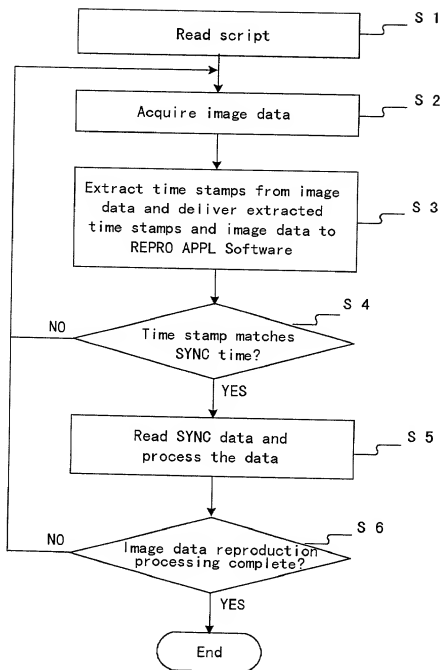 S 1
Read script
S 2
Acquire image data
Extract time stamps from image
data and deliver extracted
time stamps and image data to
REPRO APPL Software
S 3
S 4
NO
Time stamp matches
SYNC time?
YES
Read SYNC data and
process the data
S 5
S 6
NO
Image data reproduction
processing complete?
YES
End